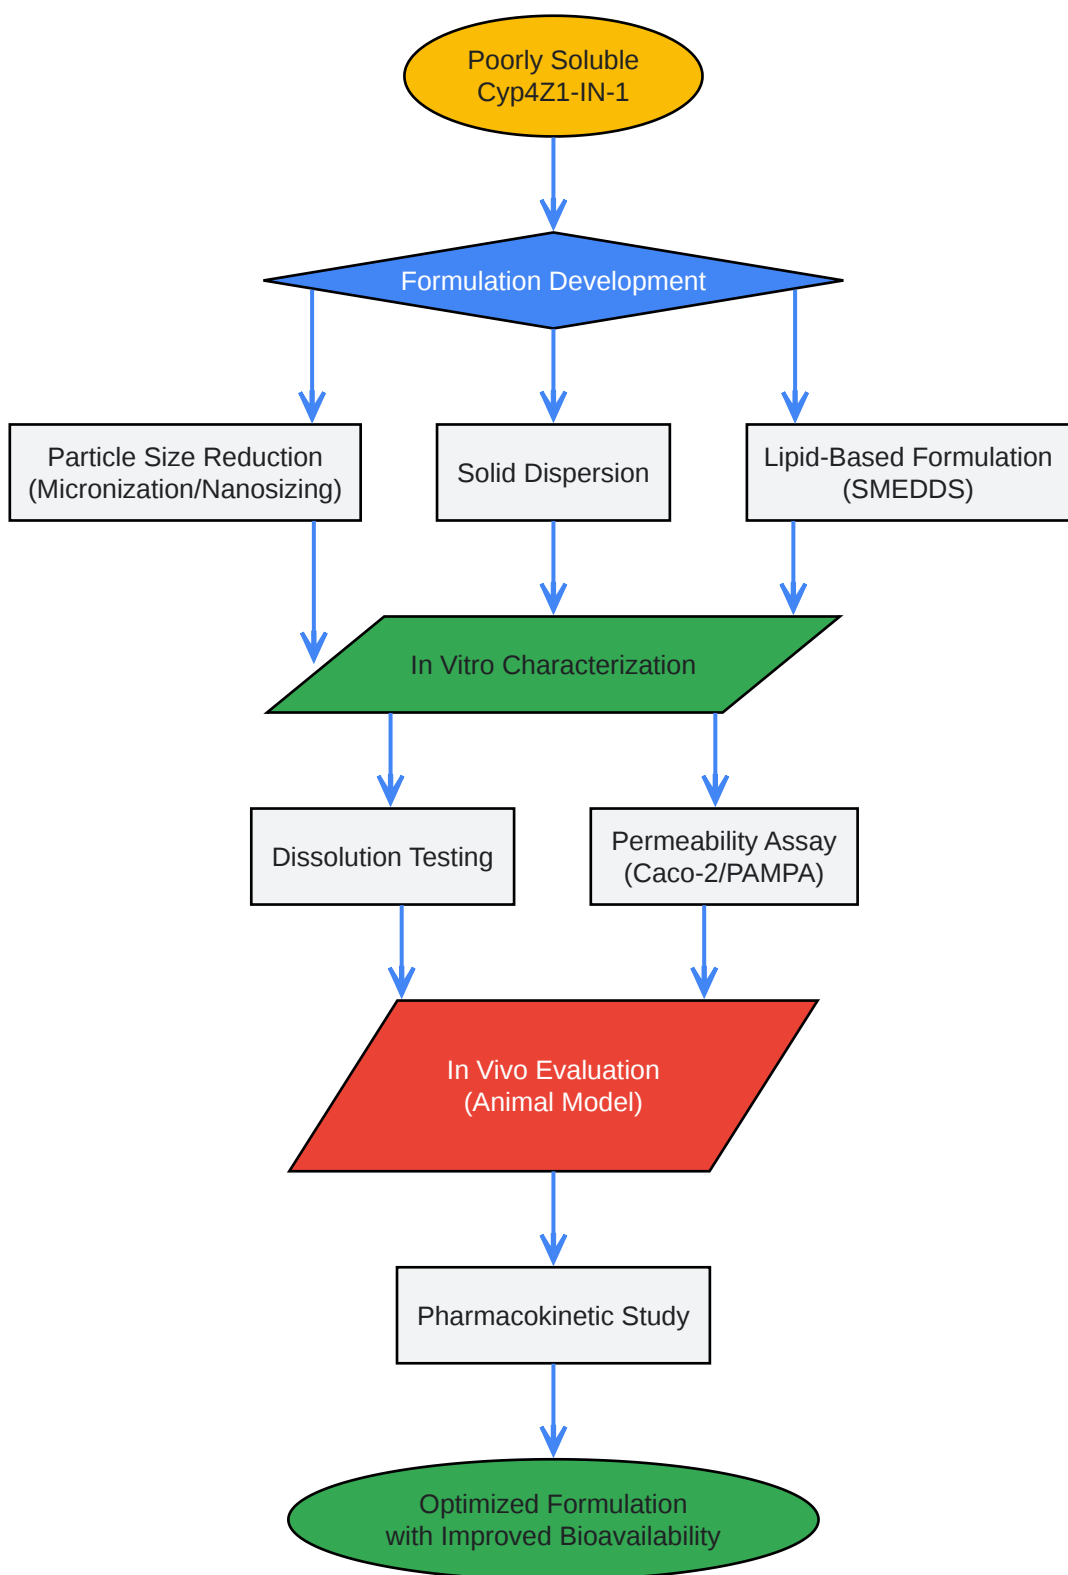 Poorly Soluble
Cyp4Z1-IN-1
Formulation Development
Particle Size Reduction
(Micronization/Nanosizing)
Solid Dispersion
Lipid-Based Formulation
(SMEDDS)
In Vitro Characterization
Dissolution Testing
Permeability Assay
(Caco-2/PAMPA)
In Vivo Evaluation
(Animal Model)
Pharmacokinetic Study
Optimized Formulation
with Improved Bioavailability